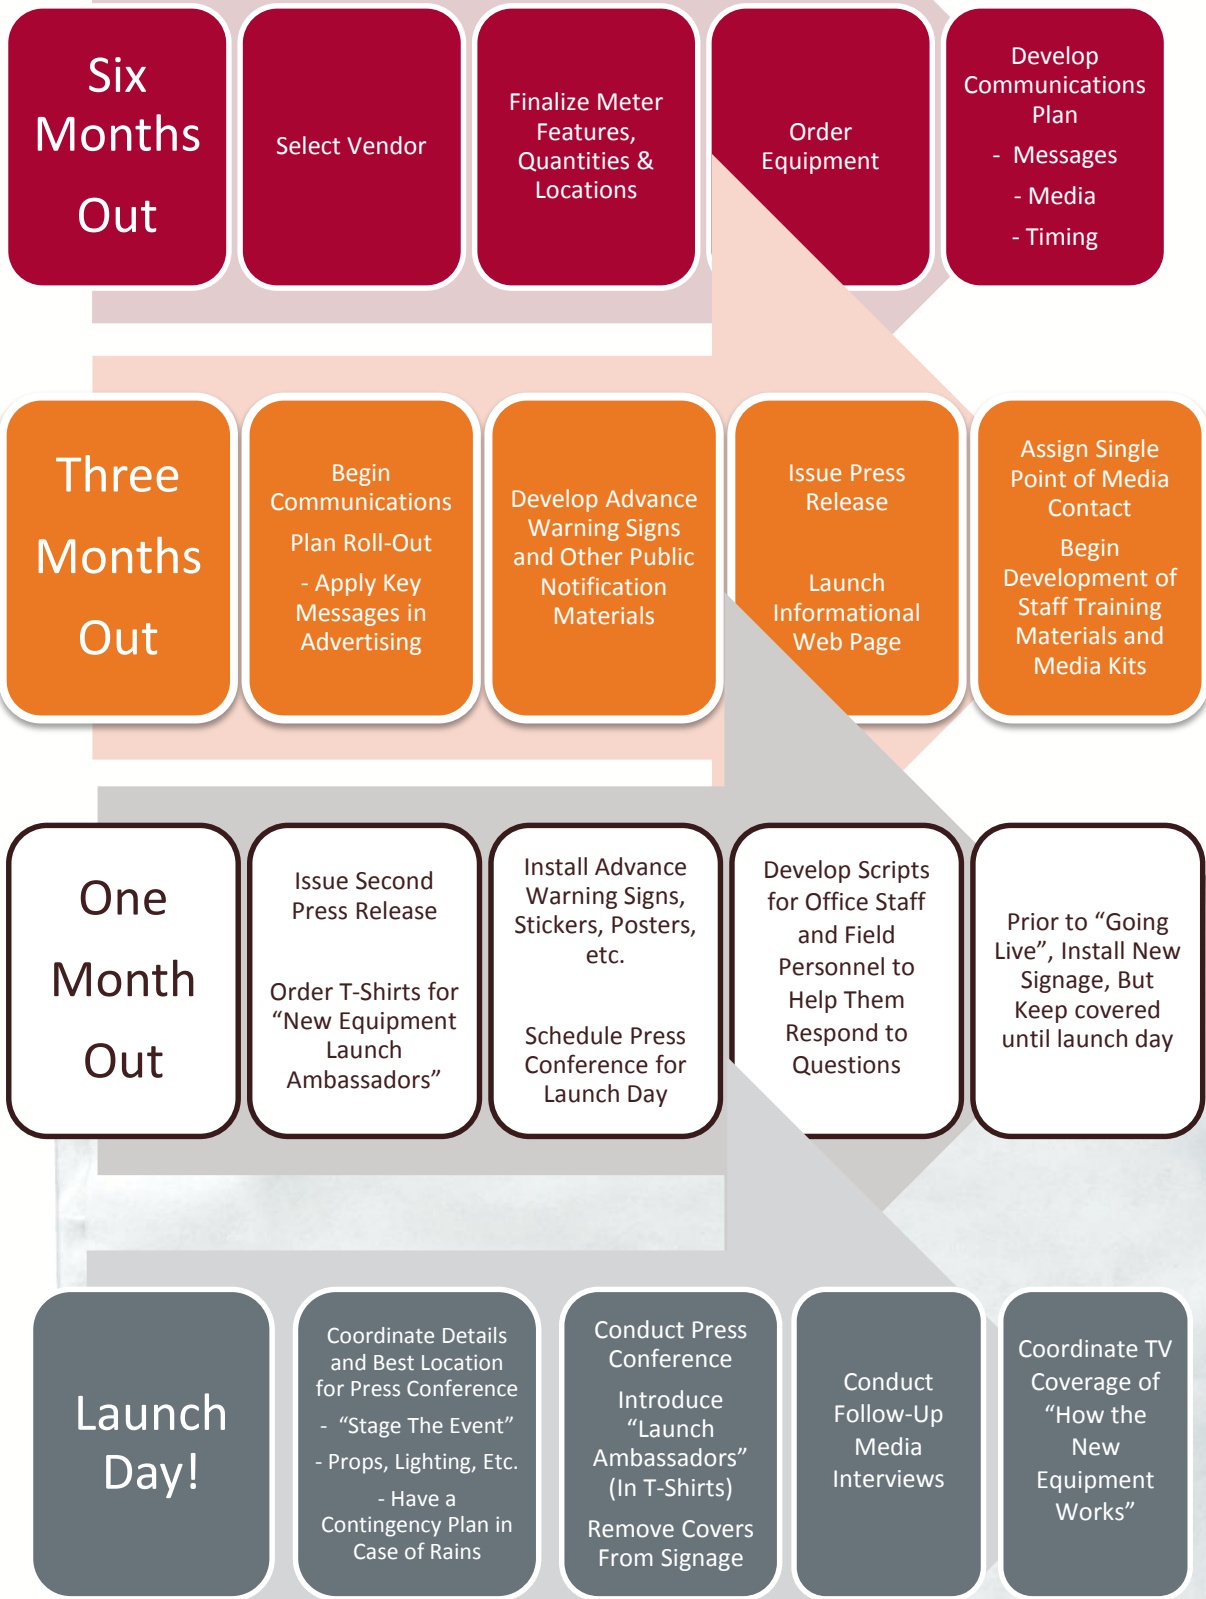 Six
Months
Out
Select Vendor
Finalize Meter
Features,
Quantities &
Locations
Order
Equipment
Develop
Communications
Plan
- Messages
- Media
- Timing
Three
Months
Out
Begin
Communications
Plan Roll-Out
- Apply Key
Messages in
Advertising
Develop Advance
Warning Signs
and Other Public
Notification
Materials
Issue Press
Release
Launch
Informational
Web Page
Assign Single
Point of Media
Contact
Begin
Development of
Staff Training
Materials and
Media Kits
One
Month
Out
Issue Second
Press Release
Order T-Shirts for
“New Equipment
Launch
Ambassadors”
Install Advance
Warning Signs,
Stickers, Posters,
etc.
Schedule Press
Conference for
Launch Day
Develop Scripts
for Office Staff
and Field
Personnel to
Help Them
Respond to
Questions
Prior to “Going
Live”, Install New
Signage, But
Keep covered
until launch day
Launch
Day!
Coordinate Details
and Best Location
for Press Conference
- “Stage The Event”
- Props, Lighting, Etc.
- Have a
Contingency Plan in
Case of Rains
Conduct Press
Conference
Introduce
“Launch
Ambassadors”
(In T-Shirts)
Remove Covers
From Signage
Conduct
Follow-Up
Media
Interviews
Coordinate TV
Coverage of
“How the
New
Equipment
Works”